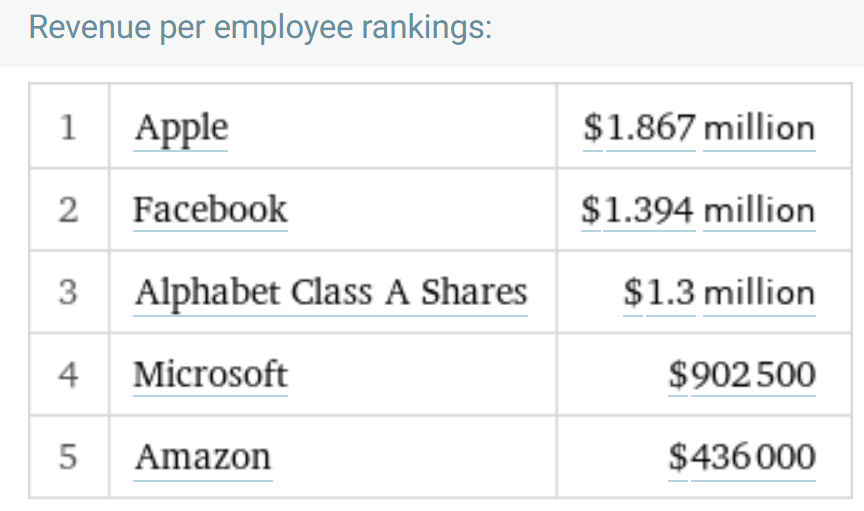 Revenue per employee rankings:
1 Apple $1.867 million
2 Facebook $1.394 million
3 Alphabet Class A Shares $1.3 million
4 Microsoft $902 500
5 Amazon $436 000